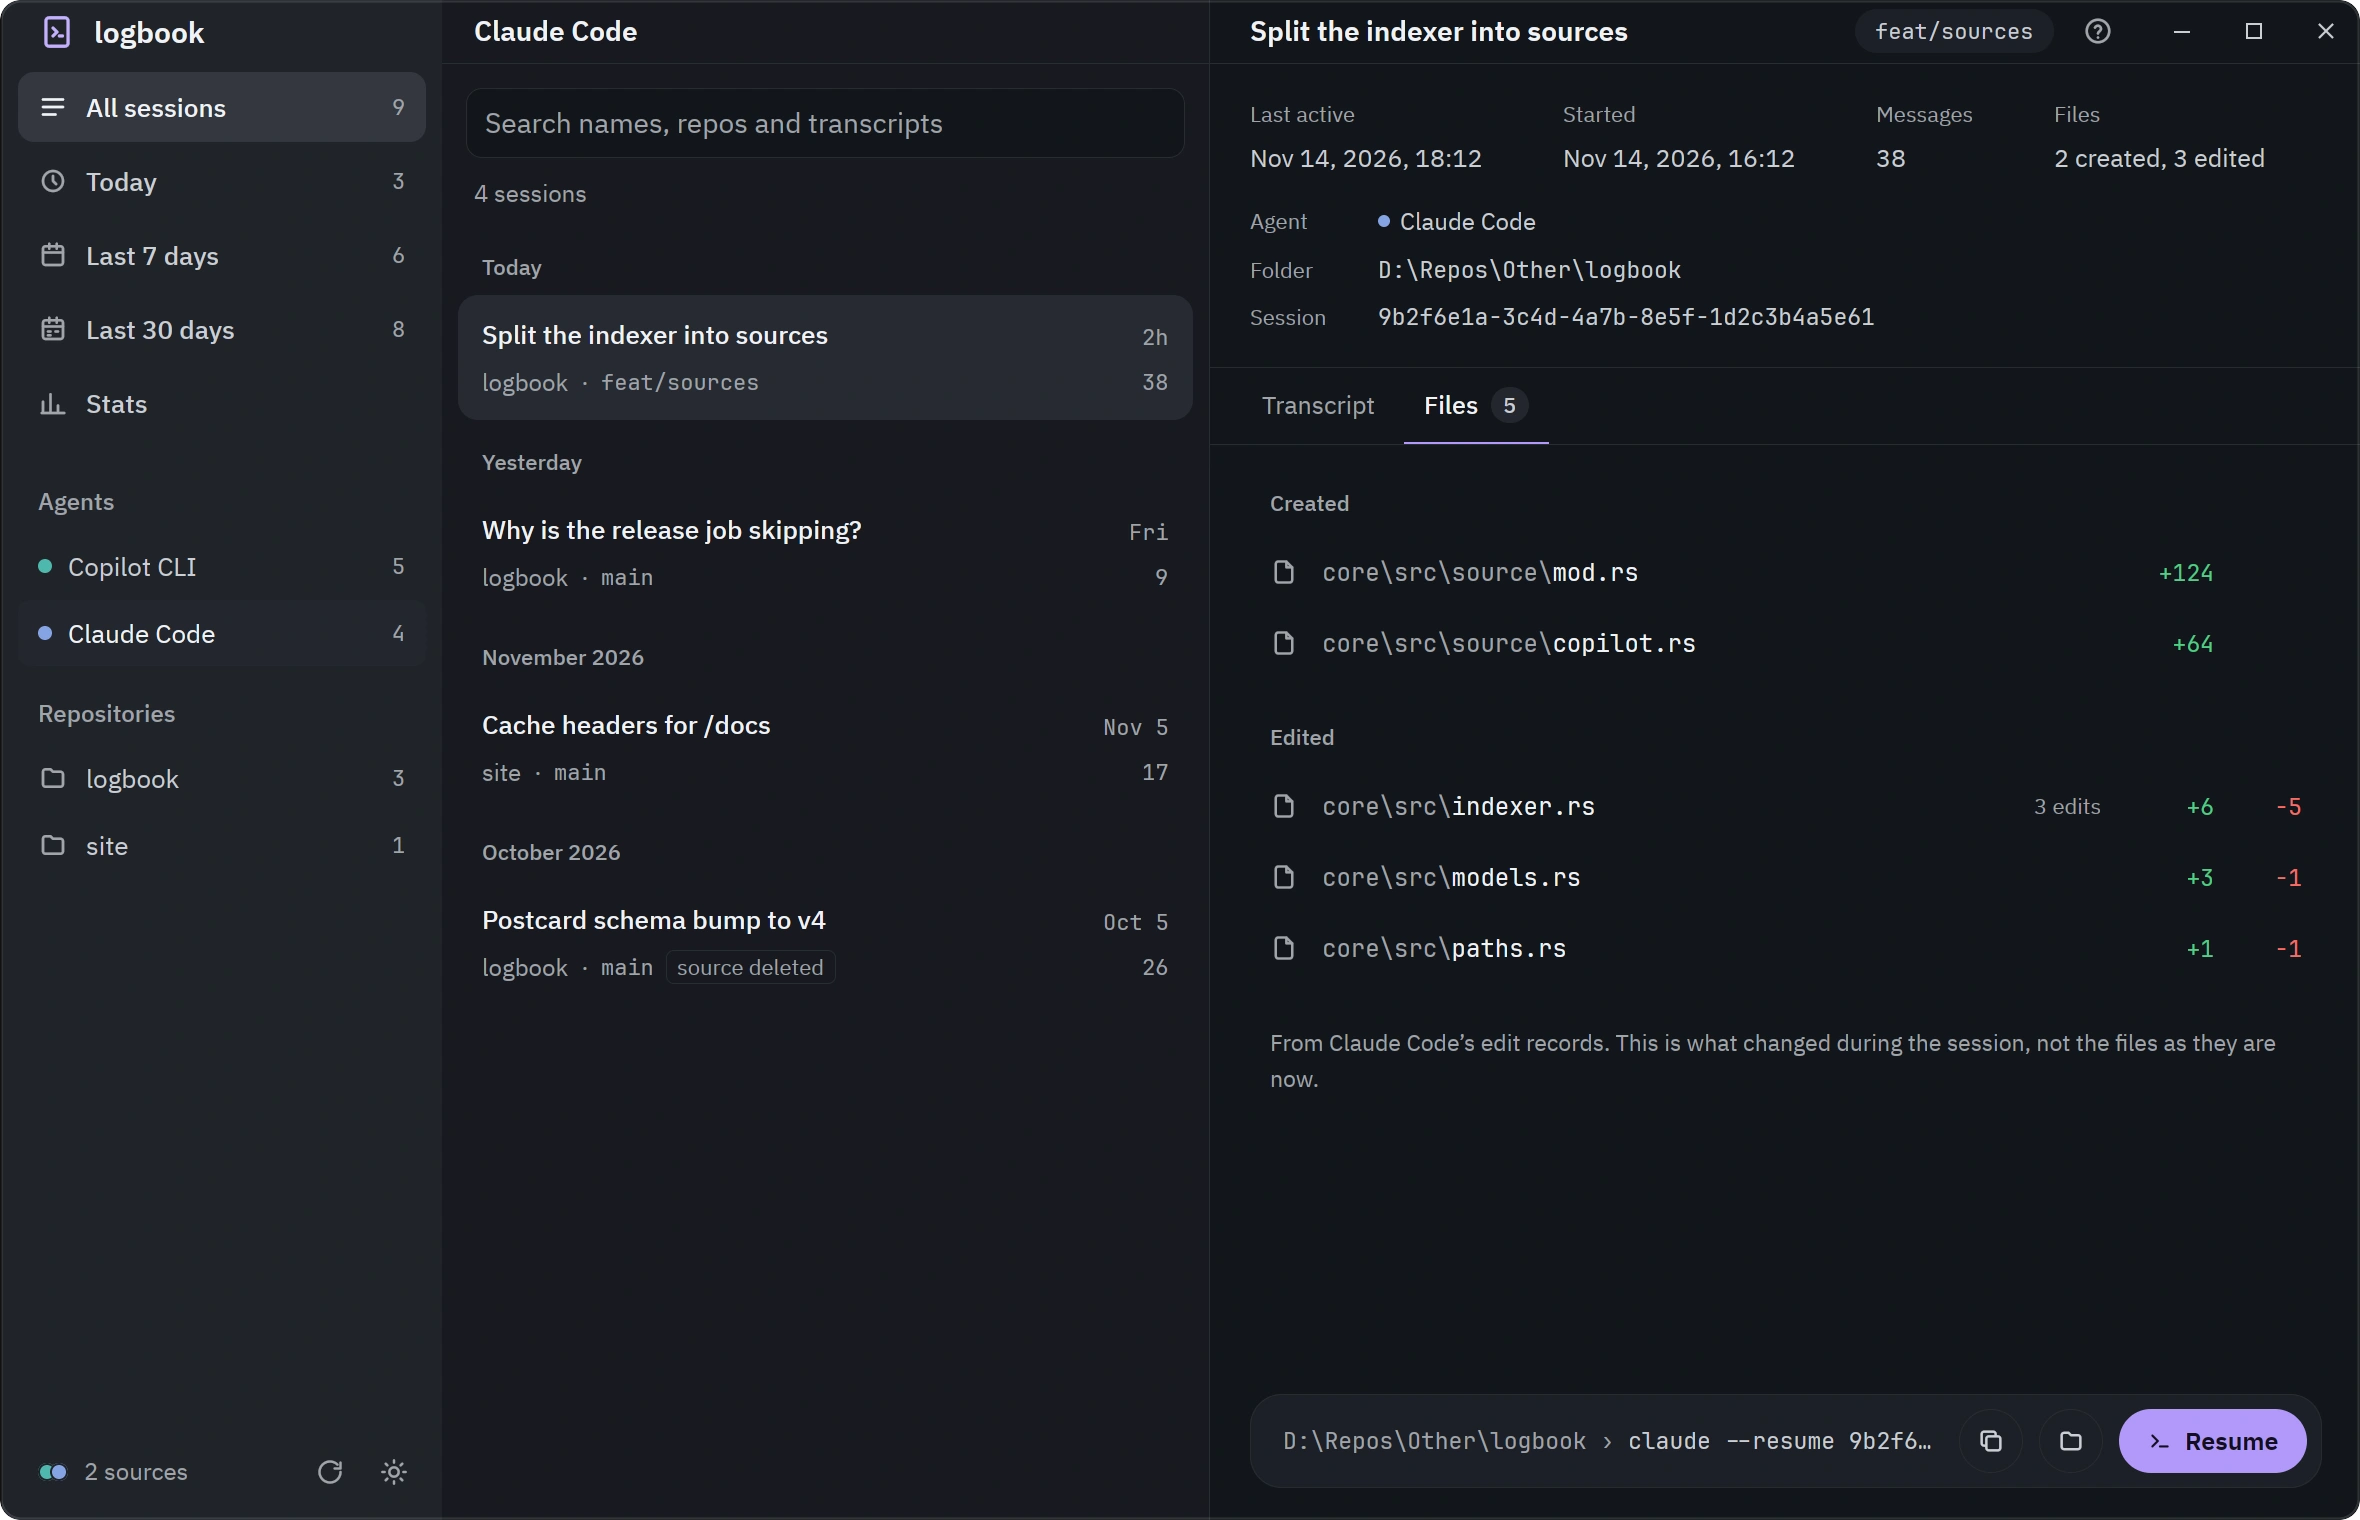 logbook
All sessions 9
Today 3
Last 7 days 6
Last 30 days 8
Stats
Agents
Copilot CLI 5
Claude Code 4
Repositories
logbook 3
site 1
2 sources
Claude Code
Search names, repos and transcripts
4 sessions
Today
Split the indexer into sources 2h
logbook · feat/sources 38
Yesterday
Why is the release job skipping? Fri
logbook · main 9
November 2026
Cache headers for /docs Nov 5
site · main 17
October 2026
Postcard schema bump to v4 Oct 5
logbook · main source deleted 26
Split the indexer into sources feat/sources
Last active Started Messages Files
Nov 14, 2026, 18:12 Nov 14, 2026, 16:12 38 2 created, 3 edited
Agent Claude Code
Folder D:\Repos\Other\logbook
Session 9b2f6e1a-3c4d-4a7b-8e5f-1d2c3b4a5e61
Transcript Files 5
Created
core\src\source\mod.rs +124
core\src\source\copilot.rs +64
Edited
core\src\indexer.rs 3 edits +6 -5
core\src\models.rs +3 -1
core\src\paths.rs +1 -1
From Claude Code’s edit records. This is what changed during the session, not the files as they are
now.
D:\Repos\Other\logbook › claude --resume 9b2f6… Resume